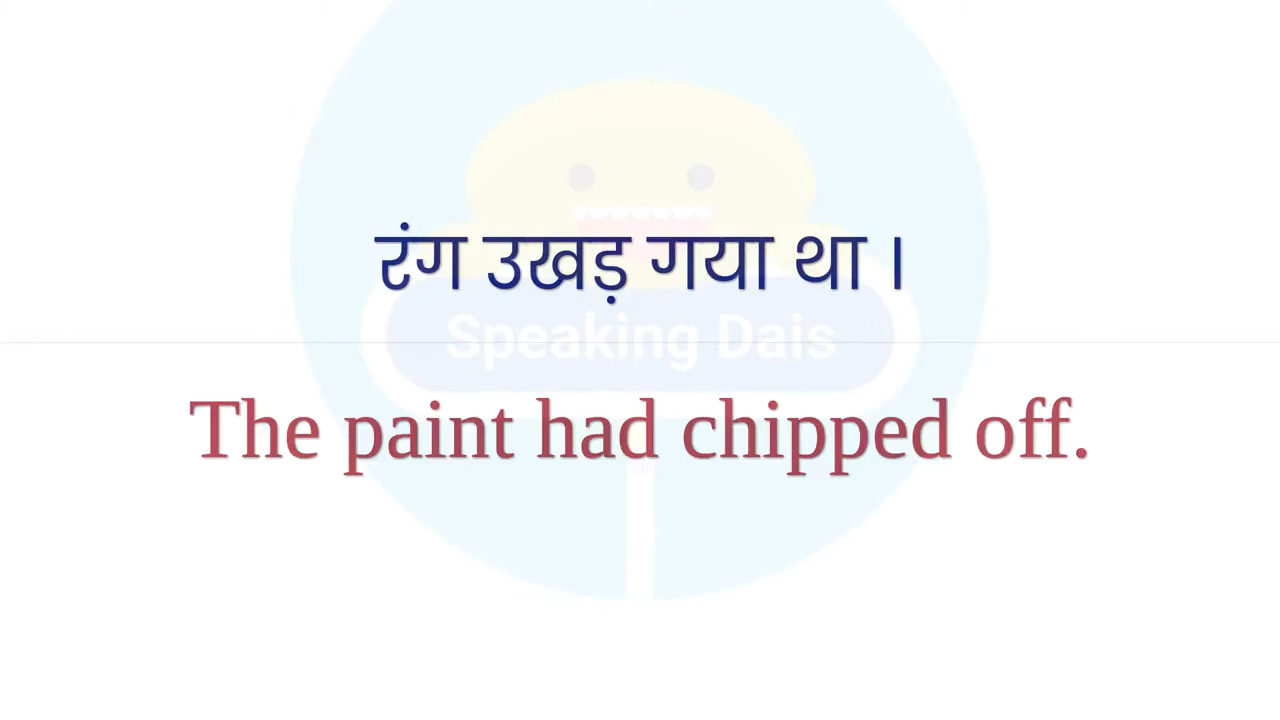 रंग उखड़ गया था ।
Speaking Dais
The paint had chipped off.